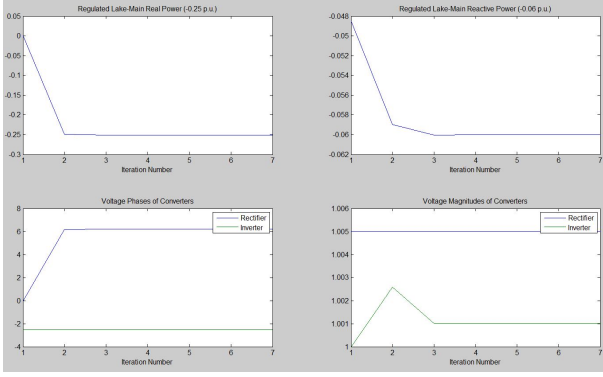 Regulated Lake-Main Real Power (-0.25 p.u.)
0.05
0
-0.05
-0.1
-0.15
-0.2
-0.25
-0.3
1 2 3 4 5 6 7
Iteration Number
Regulated Lake-Main Reactive Power (-0.06 p.u.)
-0.048
-0.05
-0.052
-0.054
-0.056
-0.058
-0.06
-0.062
1 2 3 4 5 6 7
Iteration Number
Voltage Phases of Converters
8
6
4
2
0
-2
-4
1 2 3 4 5 6 7
Iteration Number
Rectifier
Inverter
Voltage Magnitudes of Converters
1.006
1.005
1.004
1.003
1.002
1.001
1
1 2 3 4 5 6 7
Iteration Number
Rectifier
Inverter